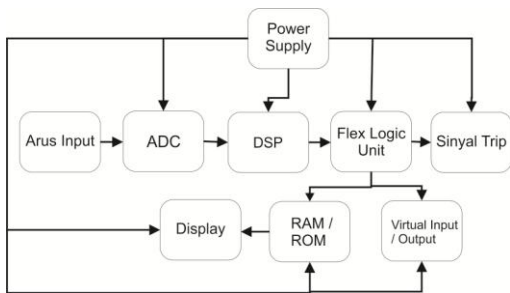 Power
Supply
Arus Input
ADC
DSP
Flex Logic
Unit
Sinyal Trip
Display
RAM /
ROM
Virtual Input
/ Output